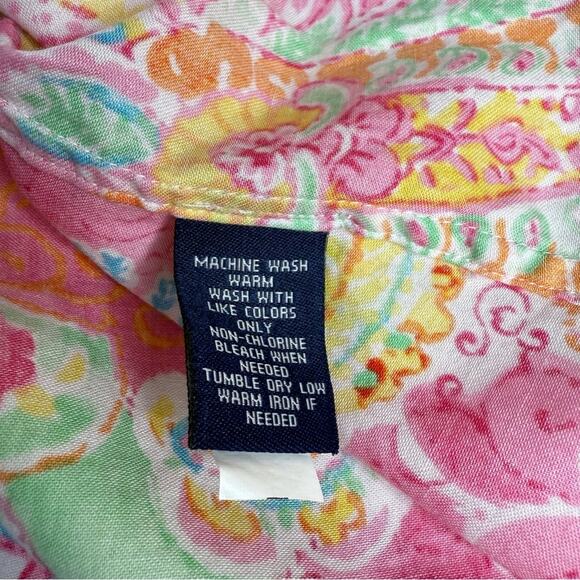 MACHINE WASH
WARM
WASH WITH
LIKE COLORS
ONLY
NON-CHLORINE
BLEACH WHEN
NEEDED
TUMBLE DRY LOW
WARM IRON IF
NEEDED